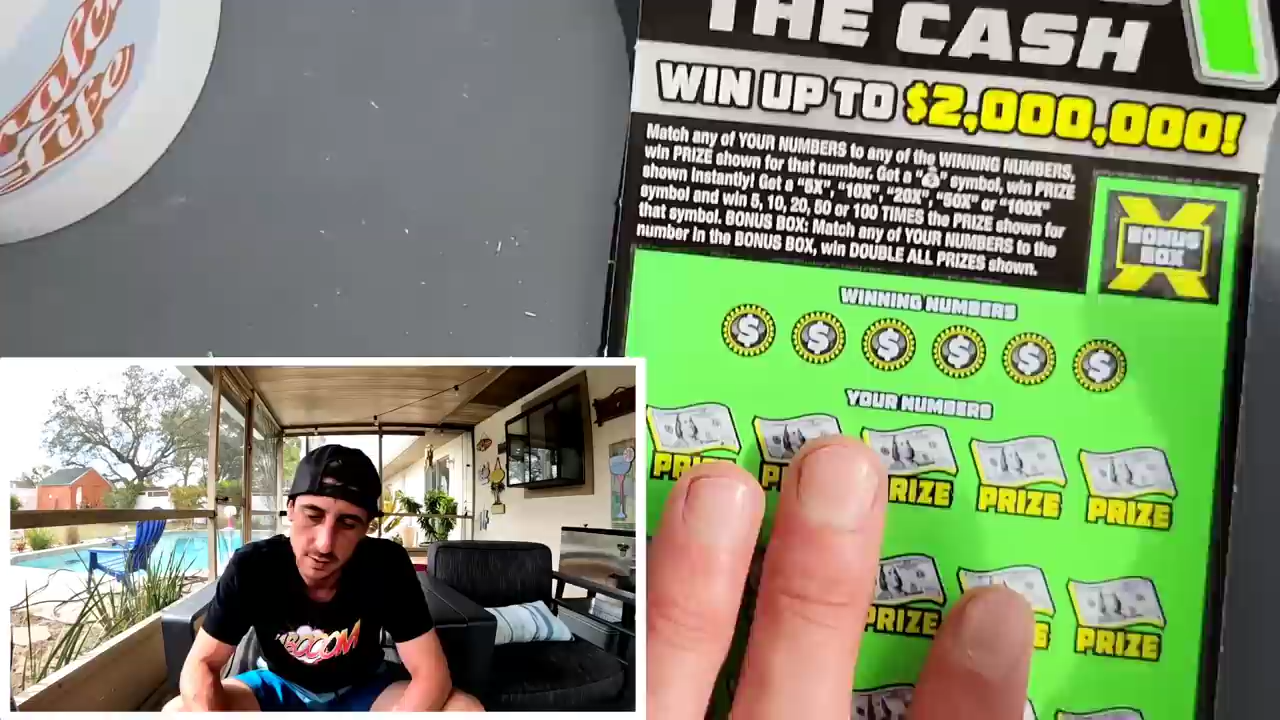 THE CASH
WIN UP TO $2,000,000!
Match any of YOUR NUMBERS to any of the WINNING NUMBERS,
win PRIZE shown for that number. Get a " " symbol, win PRIZE
shown instantly! Get a "5X", "10X", "20X", "50X" or "100X"
symbol and win 5, 10, 20, 50 or 100 TIMES the PRIZE shown for
that symbol. BONUS BOX: Match any of YOUR NUMBERS to the
number in the BONUS BOX, win DOUBLE ALL PRIZES shown.
BONUS
BOX
WINNING NUMBERS
$ $ $ $ $ $
YOUR NUMBERS
PRIZE PRIZE PRIZE
PRIZE PRIZE
Life
BOOOM